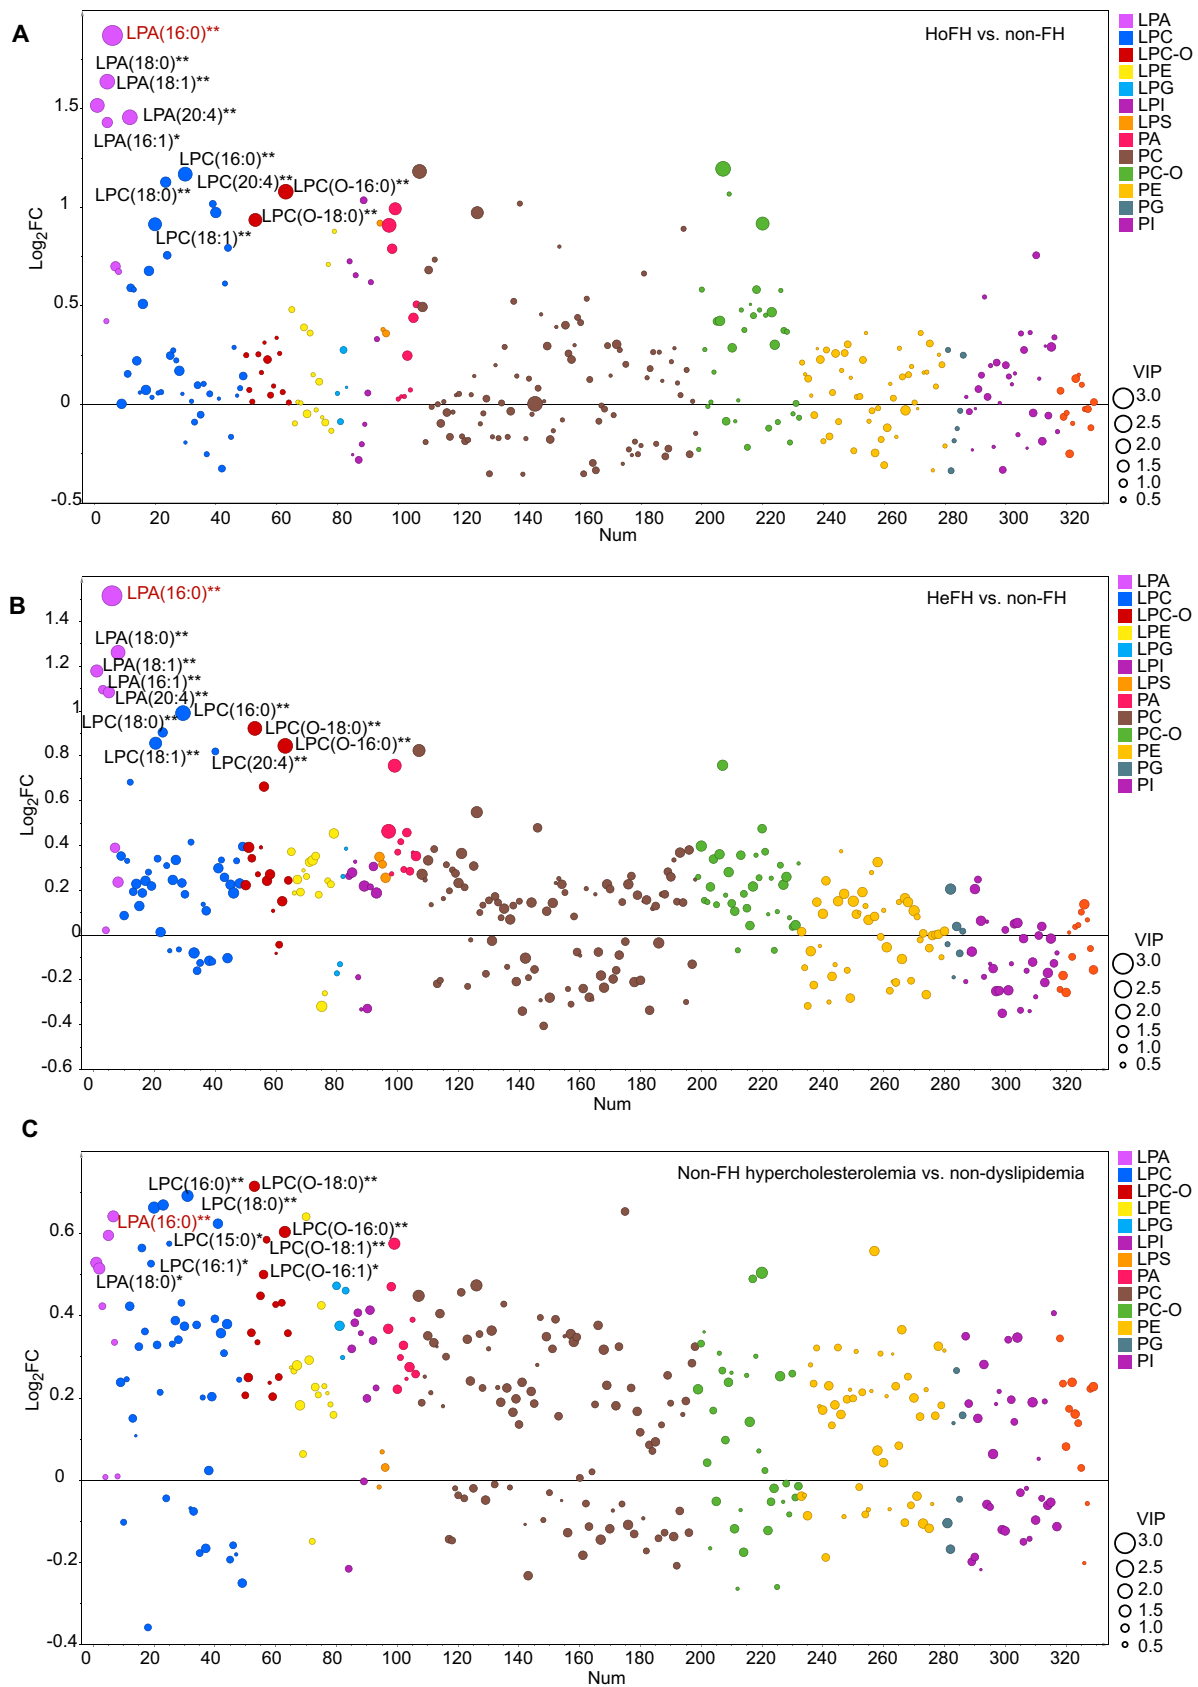 A
HoFH vs. non-FH
LPA(16:0)**
LPA(18:0)**
LPA(18:1)**
LPA(20:4)**
LPA(16:1)*
LPC(16:0)**
LPC(20:4)**
LPC(O-16:0)**
LPC(18:0)**
LPC(O-18:0)**
LPC(18:1)**
Log2FC
1.5
1
0.5
0
-0.5
0 20 40 60 80 100 120 140 160 180 200 220 240 260 280 300 320
Num
LPA
LPC
LPC-O
LPE
LPG
LPI
LPS
PA
PC
PC-O
PE
PG
PI
VIP
3.0
2.5
2.0
1.5
1.0
0.5
B
HeFH vs. non-FH
LPA(16:0)**
LPA(18:0)**
LPA(18:1)**
LPA(16:1)**
LPA(20:4)**
LPC(16:0)**
LPC(18:0)**
LPC(O-18:0)**
LPC(O-16:0)**
LPC(18:1)**
LPC(20:4)**
Log2FC
1.4
1.2
1
0.8
0.6
0.4
0.2
0
-0.2
-0.4
-0.6
0 20 40 60 80 100 120 140 160 180 200 220 240 260 280 300 320
Num
LPA
LPC
LPC-O
LPE
LPG
LPI
LPS
PA
PC
PC-O
PE
PG
PI
VIP
3.0
2.5
2.0
1.5
1.0
0.5
C
Non-FH hypercholesterolemia vs. non-dyslipidemia
LPC(16:0)**
LPC(O-18:0)**
LPC(18:0)**
LPA(16:0)**
LPC(O-16:0)**
LPC(15:0)*
LPC(O-18:1)**
LPC(16:1)*
LPC(O-16:1)*
LPA(18:0)*
Log2FC
0.6
0.4
0.2
0
-0.2
-0.4
0 20 40 60 80 100 120 140 160 180 200 220 240 260 280 300 320
Num
LPA
LPC
LPC-O
LPE
LPG
LPI
LPS
PA
PC
PC-O
PE
PG
PI
VIP
3.0
2.5
2.0
1.5
1.0
0.5